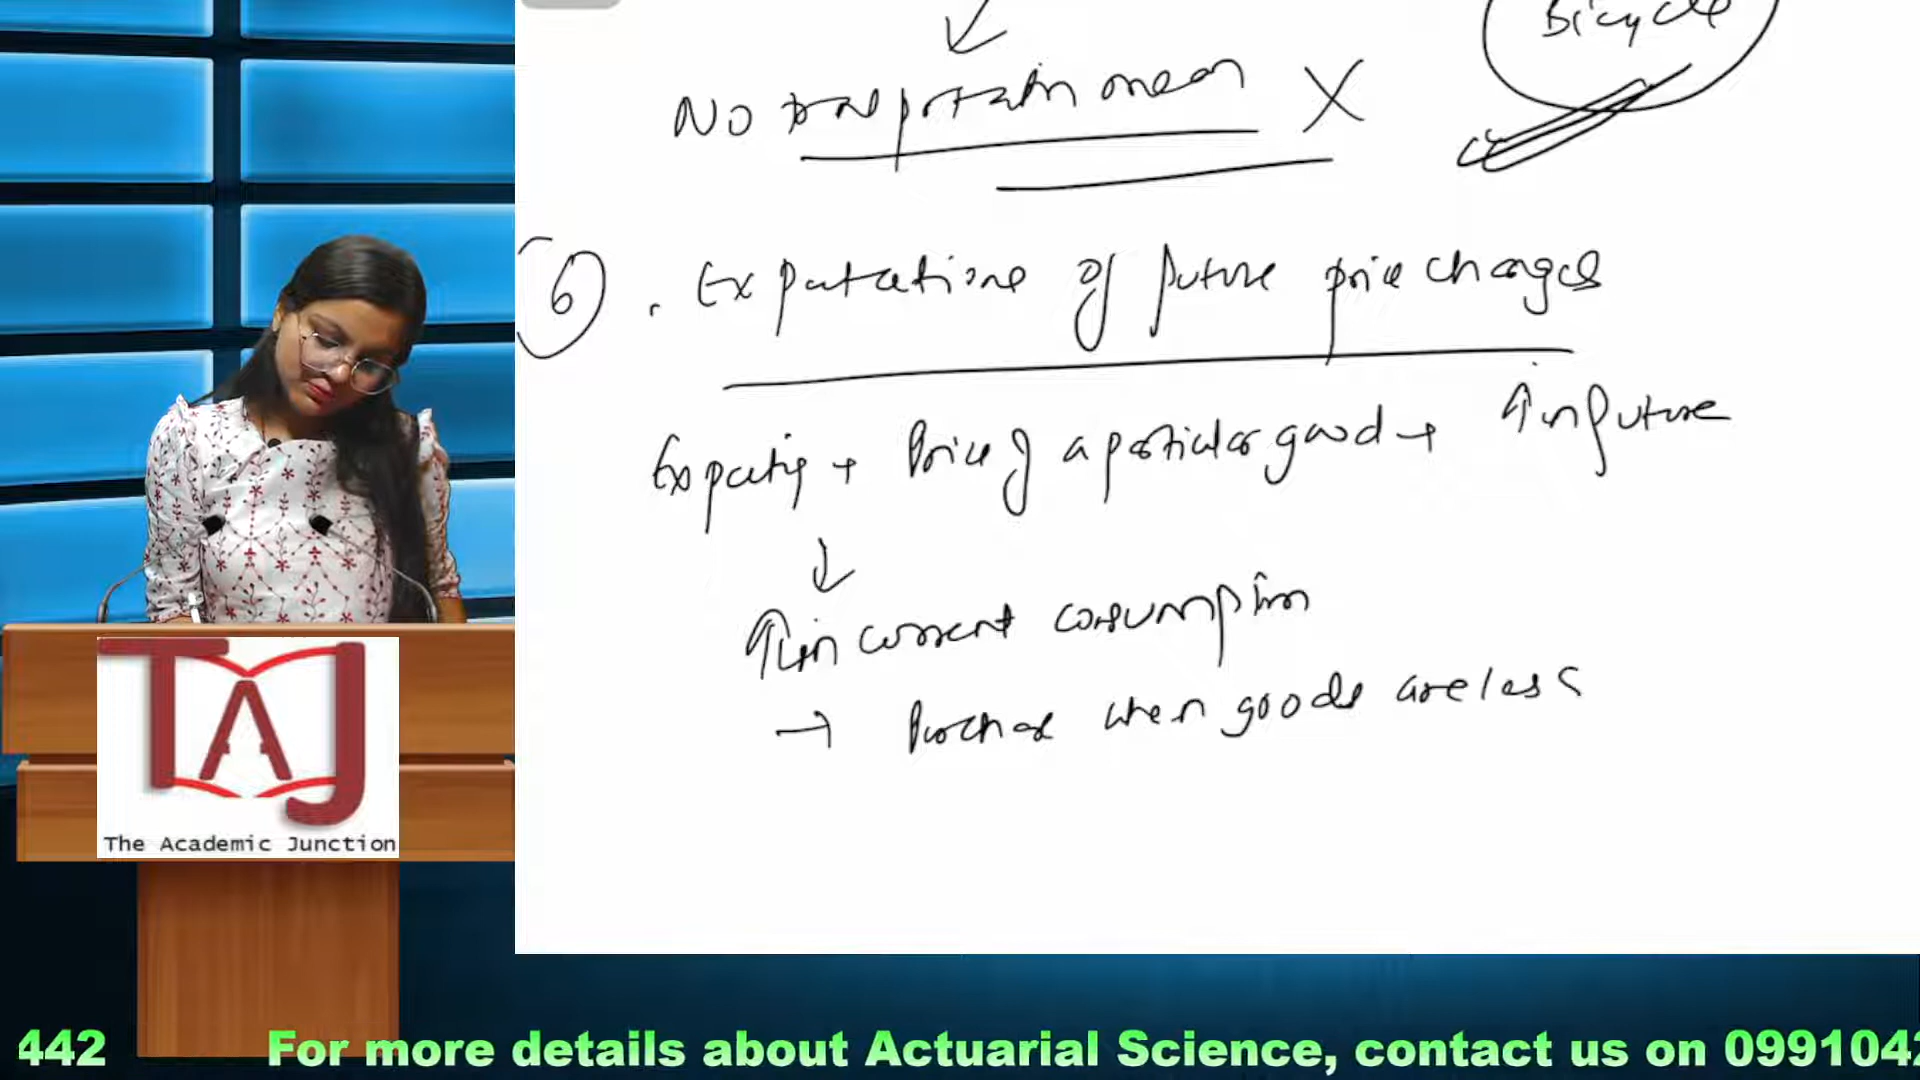 Bicycle
No transportation mean X
6. Expectations of future price changes
Expecting → Price of a particular good → ↑ in future
↓
↑ in current consumption
→ Purchase when goods are less
TAJ
The Academic Junction
442 For more details about Actuarial Science, contact us on 0991042